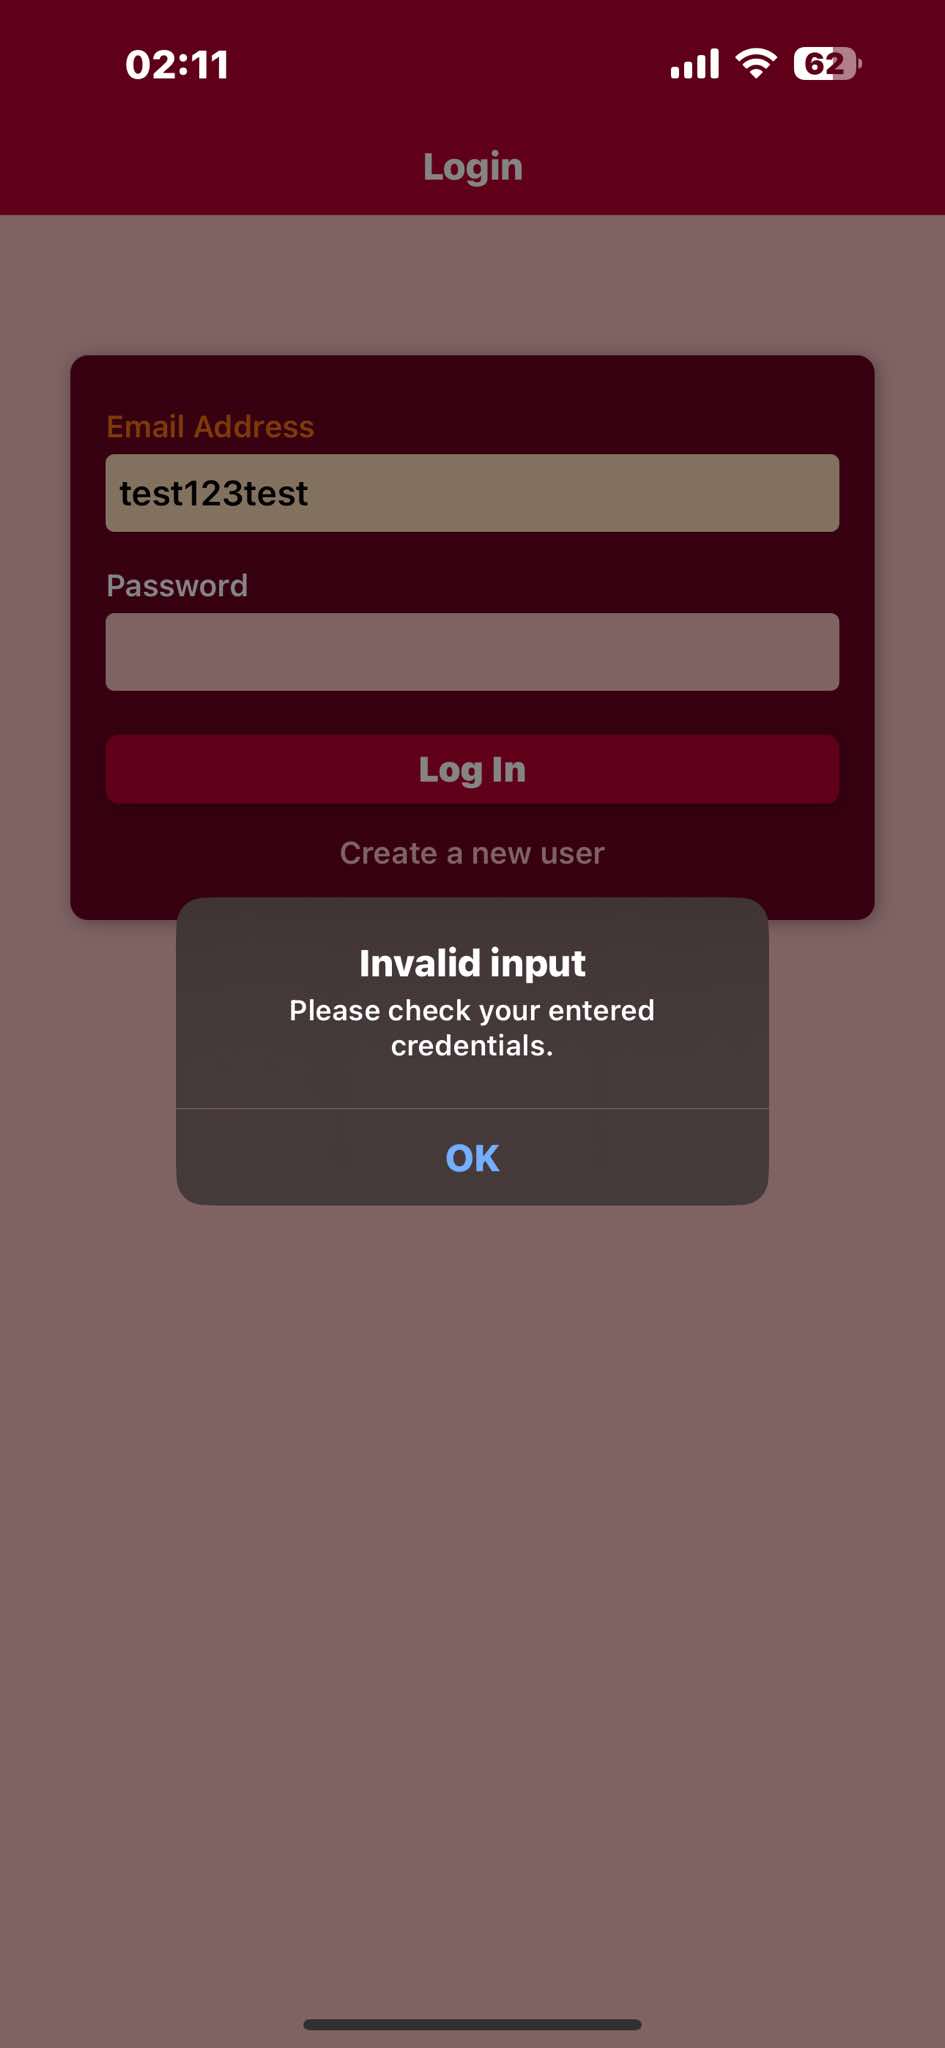 02:11
62
Login
Email Address
test123test
Password
Log In
Create a new user
Invalid input
Please check your entered
credentials.
OK